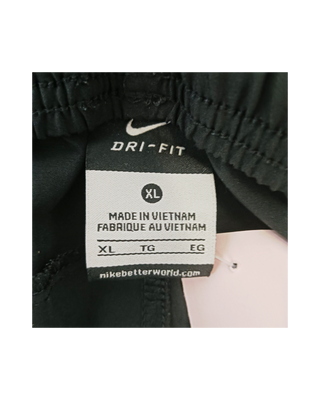 DRI-FIT
XL
MADE IN VIETNAM
FABRIQUE AU VIETNAM
XL TG EG
nikebetterworld.com